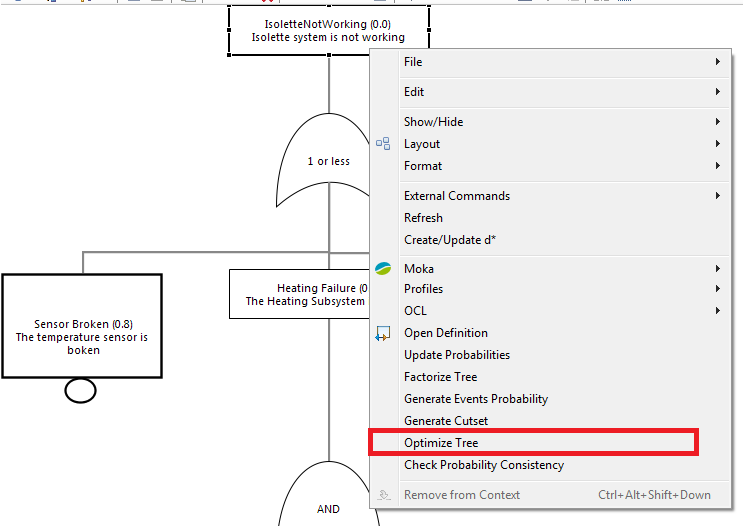 IsoletteNotWorking (0.0)
Isolette system is not working
1 or less
Sensor Broken (0.8)
The temperature sensor is
boken
Heating Failure (0
The Heating Subsystem
AND
File
Edit
Show/Hide
Layout
Format
External Commands
Refresh
Create/Update d*
Moka
Profiles
OCL
Open Definition
Update Probabilities
Factorize Tree
Generate Events Probability
Generate Cutset
Optimize Tree
Check Probability Consistency
Remove from Context Ctrl+Alt+Shift+Down